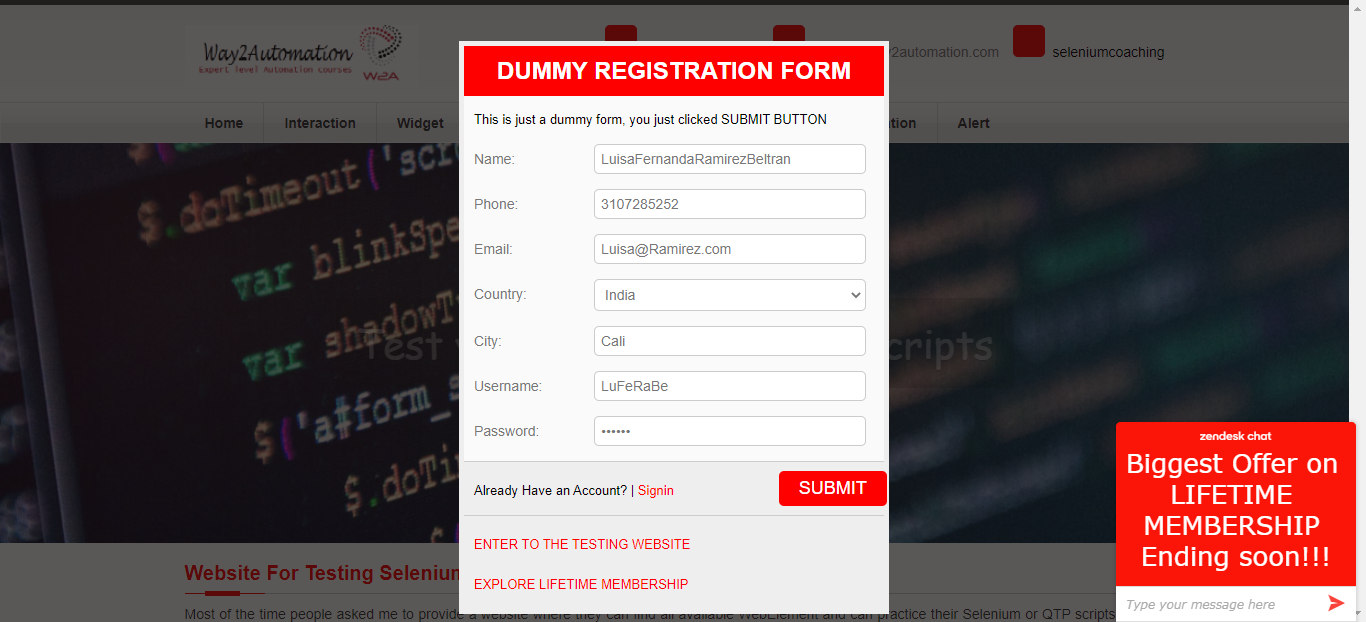 Way2Automation
Expert level Automation courses
W2A
2automation.com
seleniumcoaching
Home
Interaction
Widget
tion
Alert
DUMMY REGISTRATION FORM
This is just a dummy form, you just clicked SUBMIT BUTTON
Name:
LuisaFernandaRamirezBeltran
Phone:
3107285252
Email:
Luisa@Ramirez.com
Country:
India
City:
Cali
Username:
LuFeRaBe
Password:
••••••
Already Have an Account? | Signin
SUBMIT
ENTER TO THE TESTING WEBSITE
EXPLORE LIFETIME MEMBERSHIP
$.doTimeout('scr
var blinkSpe
var shadowT
$('a#form_s
$.doTi
Test
cripts
Website For Testing Selenium
Most of the time people asked me to provide a website where they can find all available WebElement and can practice their Selenium or QTP scripts
zendesk chat
Biggest Offer on
LIFETIME
MEMBERSHIP
Ending soon!!!
Type your message here